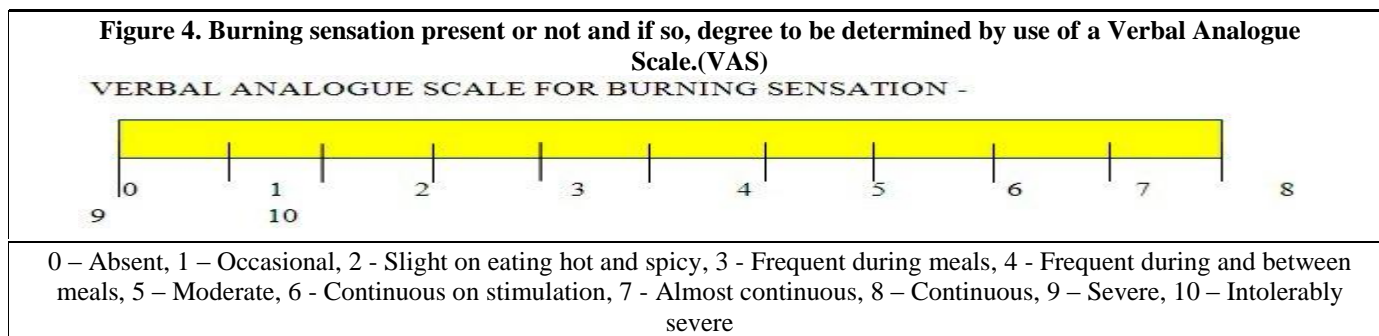 Figure 4. Burning sensation present or not and if so, degree to be determined by use of a Verbal Analogue
Scale.(VAS)
VERBAL ANALOGUE SCALE FOR BURNING SENSATION -
0 1 2 3 4 5 6 7 8
9 10
0 – Absent, 1 – Occasional, 2 - Slight on eating hot and spicy, 3 - Frequent during meals, 4 - Frequent during and between
meals, 5 – Moderate, 6 - Continuous on stimulation, 7 - Almost continuous, 8 – Continuous, 9 – Severe, 10 – Intolerably
severe